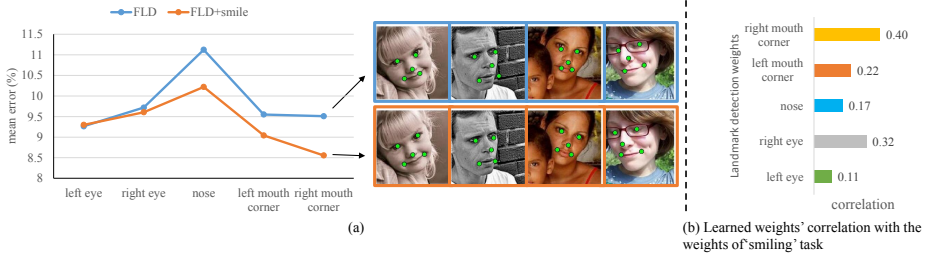 FLD
FLD+smile
11.5
11
10.5
10
9.5
9
8.5
8
mean error (%)
left eye
right eye
nose
left mouth
corner
right mouth
corner
(a)
Landmark detection weights
right mouth
corner
0.40
left mouth
corner
0.22
nose
0.17
right eye
0.32
left eye
0.11
correlation
(b) Learned weights' correlation with the
weights of'smiling' task